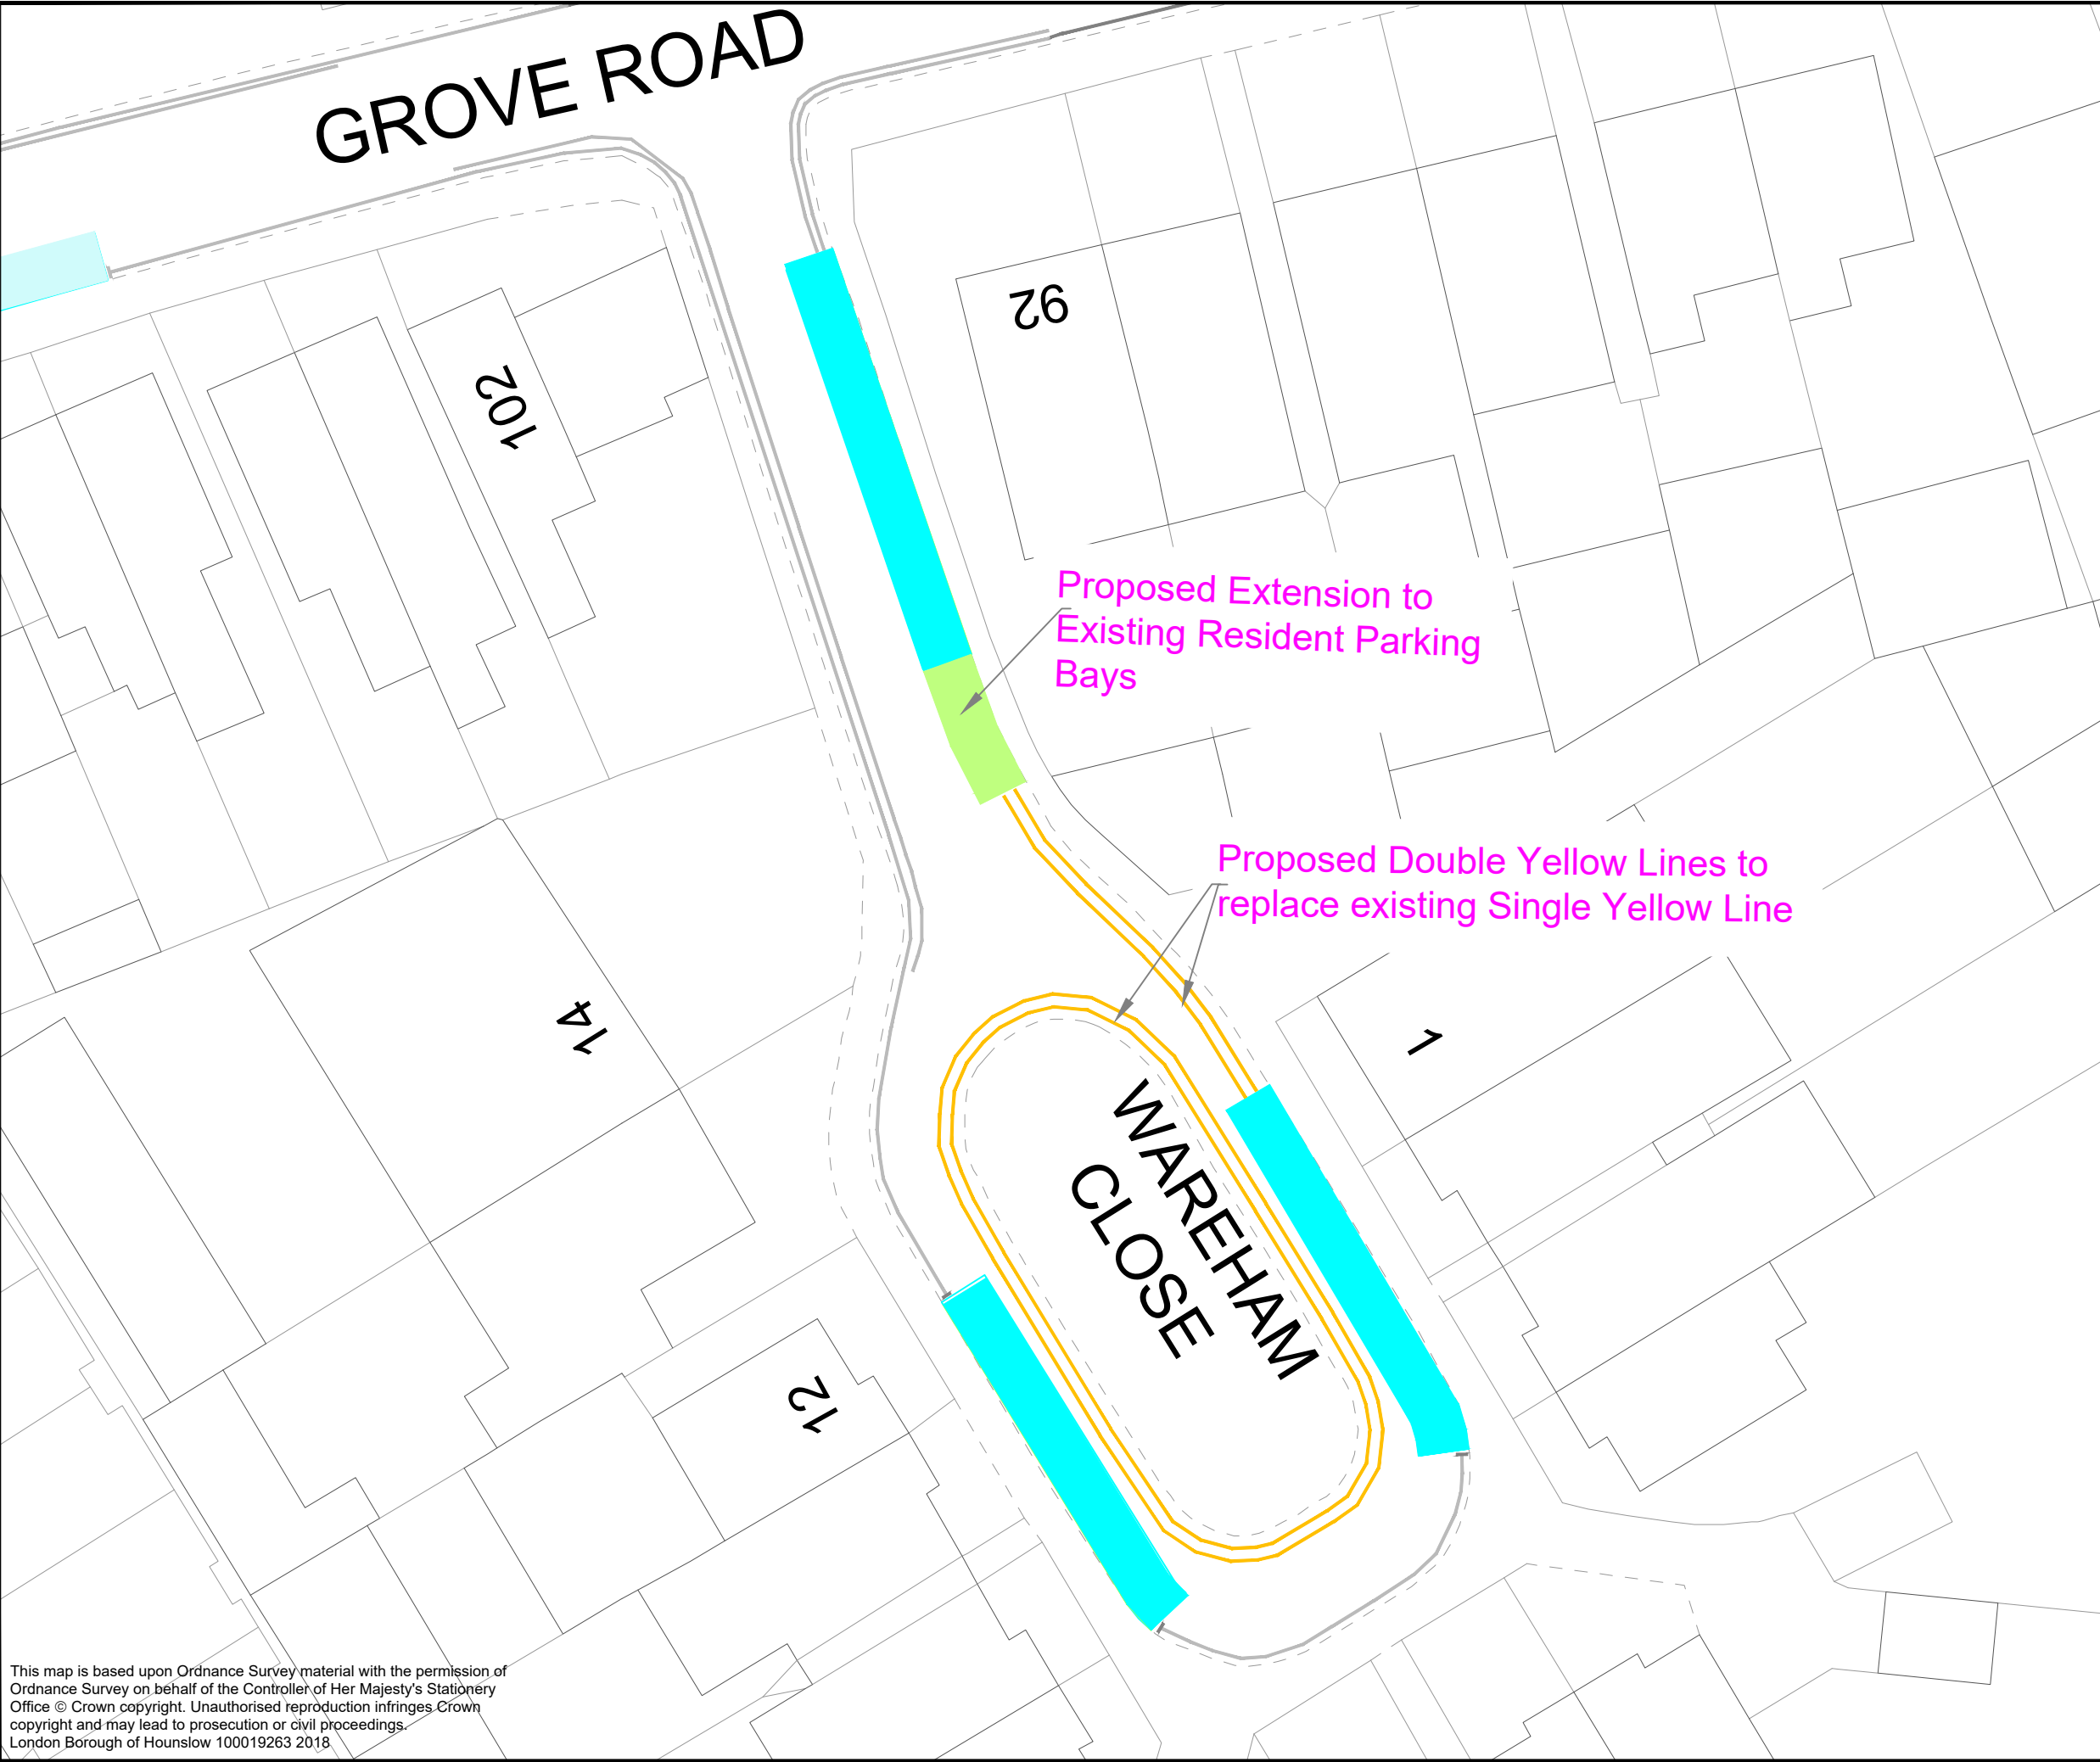 GROVE ROAD
92
102
Proposed Extension to
Existing Resident Parking
Bays
Proposed Double Yellow Lines to
replace existing Single Yellow Line
14
1
WAREHAM
CLOSE
12
This map is based upon Ordnance Survey material with the permission of
Ordnance Survey on behalf of the Controller of Her Majesty's Stationery
Office © Crown copyright. Unauthorised reproduction infringes Crown
copyright and may lead to prosecution or civil proceedings.
London Borough of Hounslow 100019263 2018